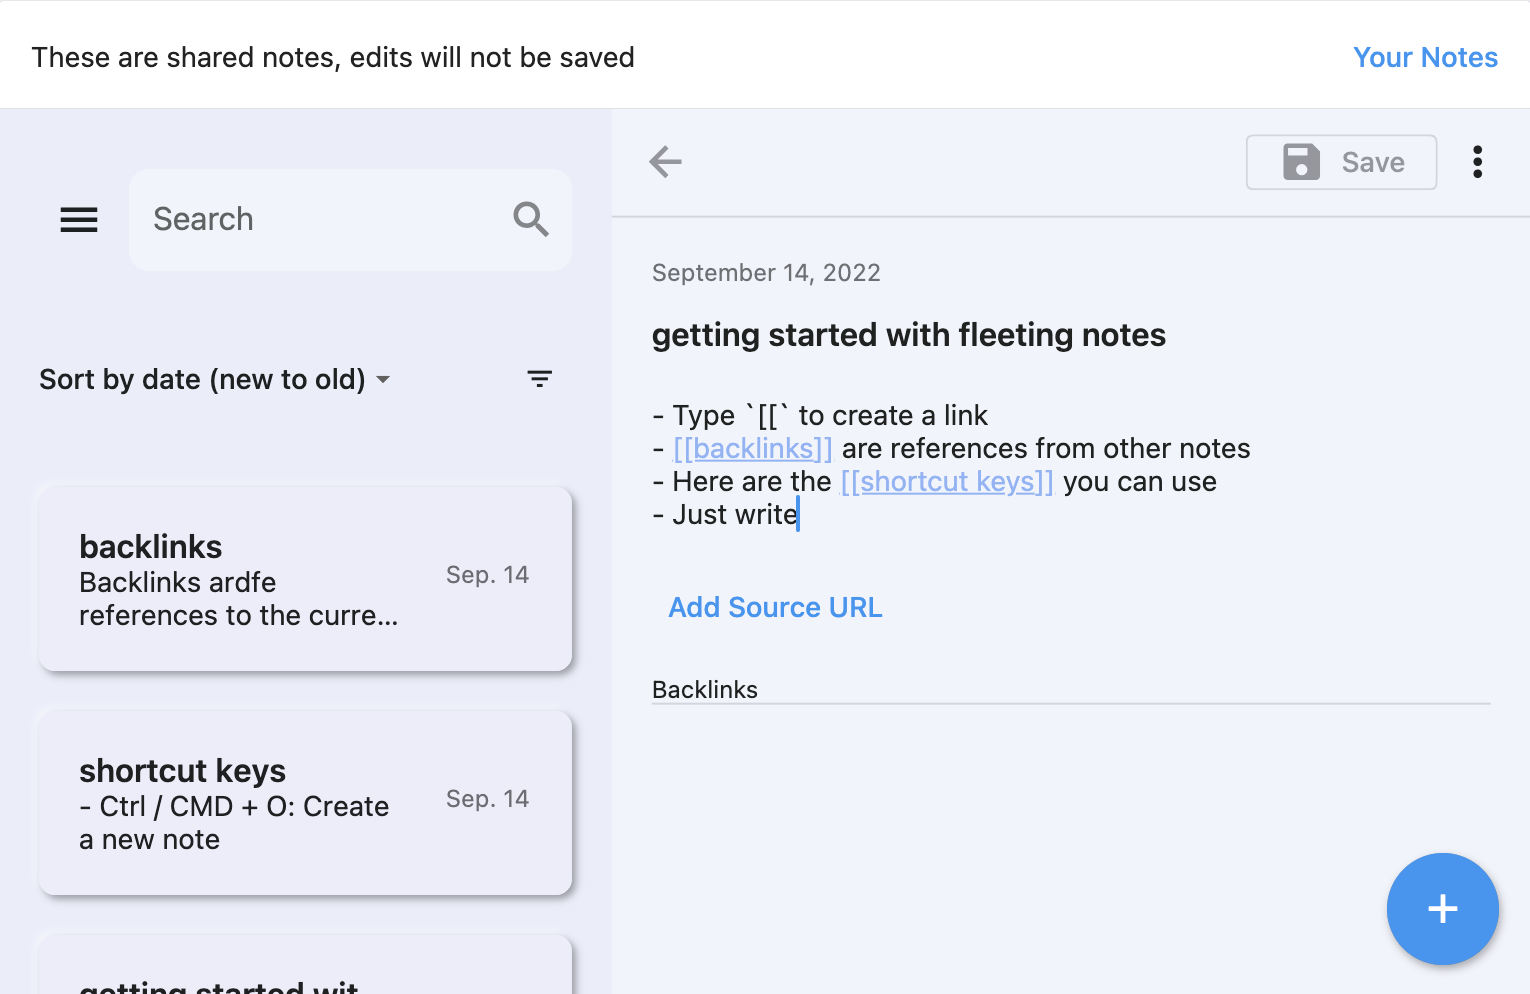 These are shared notes, edits will not be saved
Your Notes
Search
Sort by date (new to old)
backlinks
Backlinks ardfe
references to the curre...
Sep. 14
shortcut keys
- Ctrl / CMD + O: Create
a new note
Sep. 14
getting started wit
Save
September 14, 2022
getting started with fleeting notes
- Type `[[` to create a link
- [[backlinks]] are references from other notes
- Here are the [[shortcut keys]] you can use
- Just write
Add Source URL
Backlinks